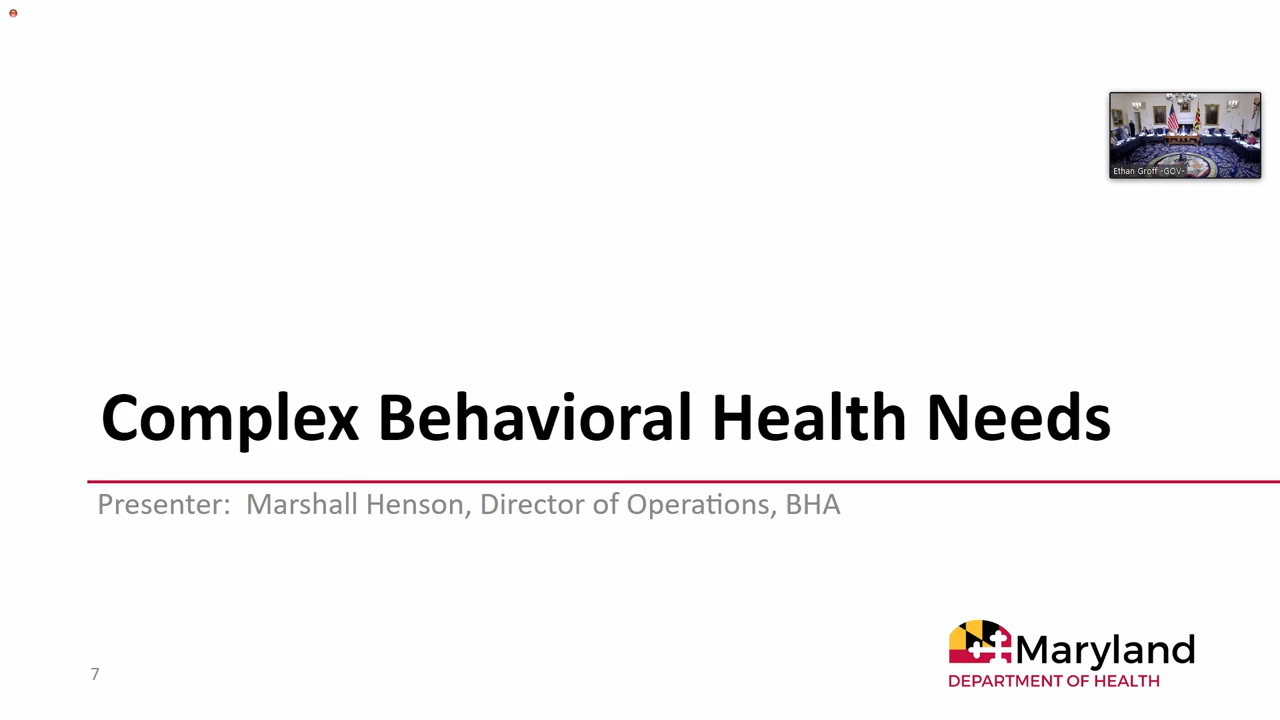 Ethan Groff -GOV-
Complex Behavioral Health Needs
Presenter: Marshall Henson, Director of Operations, BHA
Maryland
DEPARTMENT OF HEALTH
7